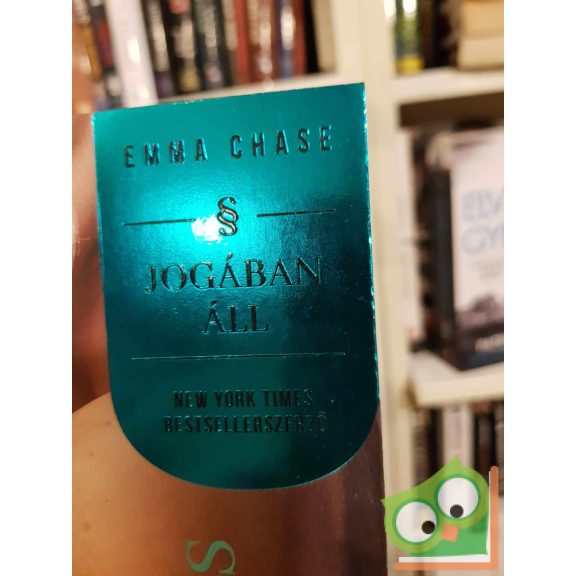 EMMA CHASE
§
JOGÁBAN
ÁLL
NEW YORK TIMES
BESTSELLERSZERZŐ
S